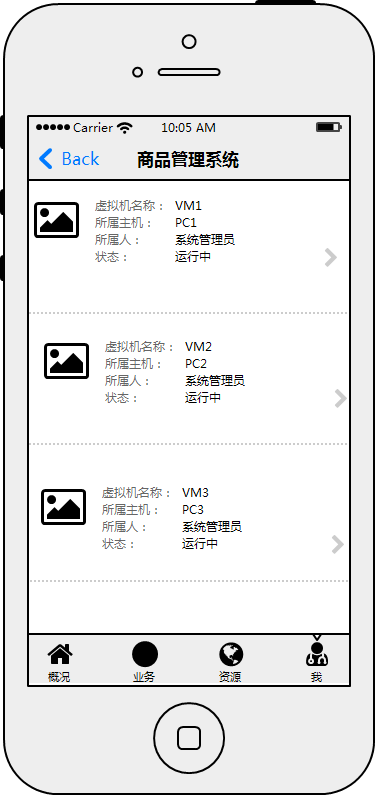 Carrier 10:05 AM
Back 商品管理系统
虚拟机名称： VM1
所属主机： PC1
所属人： 系统管理员
状态： 运行中
虚拟机名称： VM2
所属主机： PC2
所属人： 系统管理员
状态： 运行中
虚拟机名称： VM3
所属主机： PC3
所属人： 系统管理员
状态： 运行中
概况 业务 资源 我